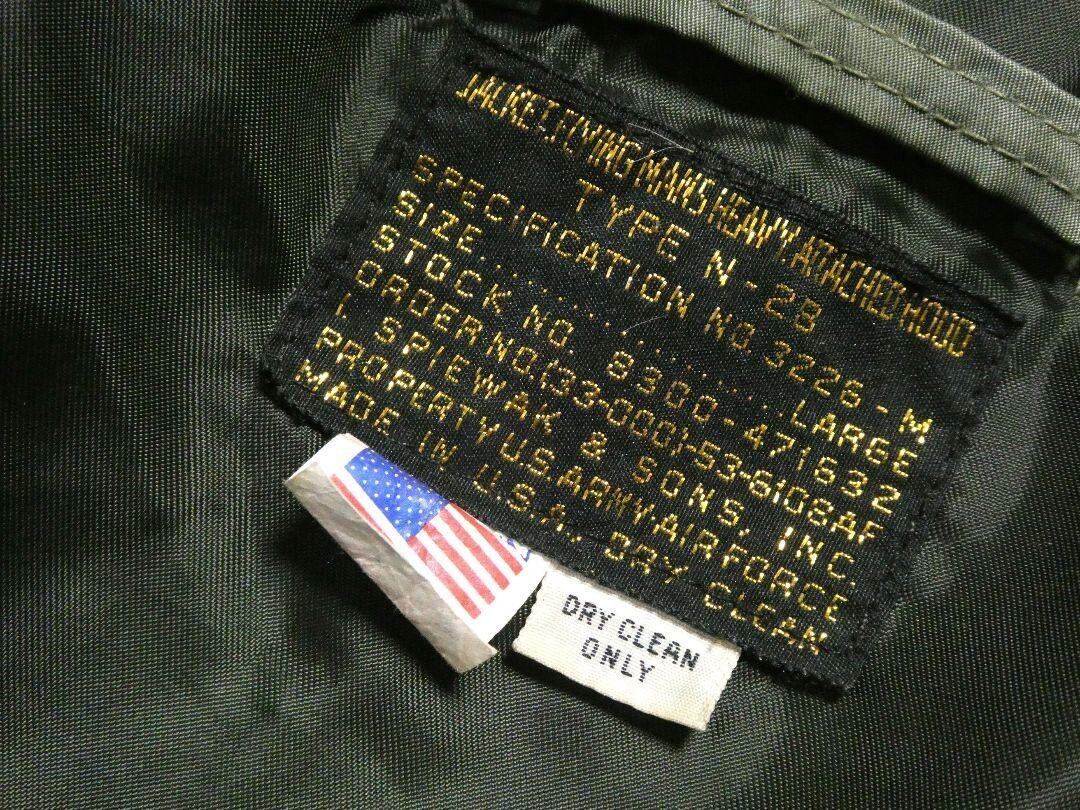 JACKET, FLYING MAN'S HEAVY, ATTACHED HOOD
TYPE N-2B
SPECIFICATION NO. 3226-M
SIZE....................LARGE
STOCK NO. 8300-471632
ORDER NO.(33-000)-53-6108AF
I. SPIEWAK & SONS, INC.
PROPERTY U.S. ARMY, AIR FORCE
MADE IN U.S.A. DRY CLEAN
DRY CLEAN
ONLY